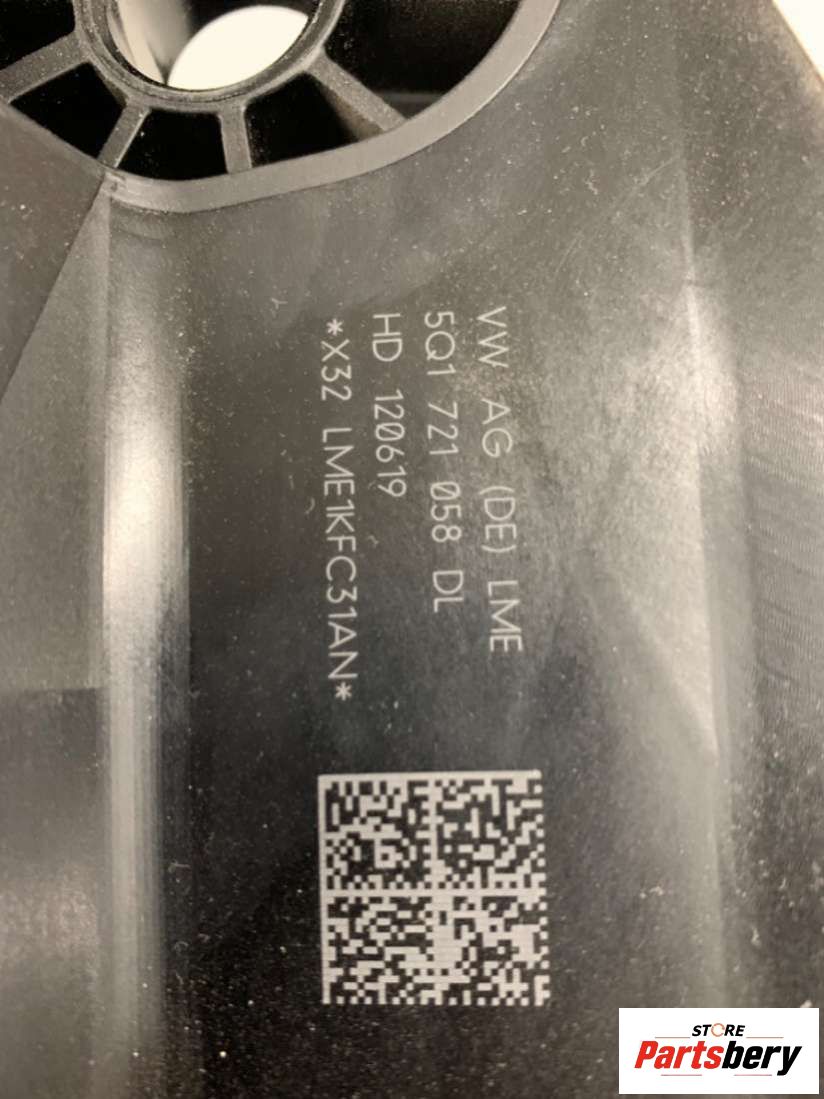 VW AG (DE) LME
5Q1 721 058 DL
HD 120619
*X32 LME1KFC31AN*
STORE
Partsbery